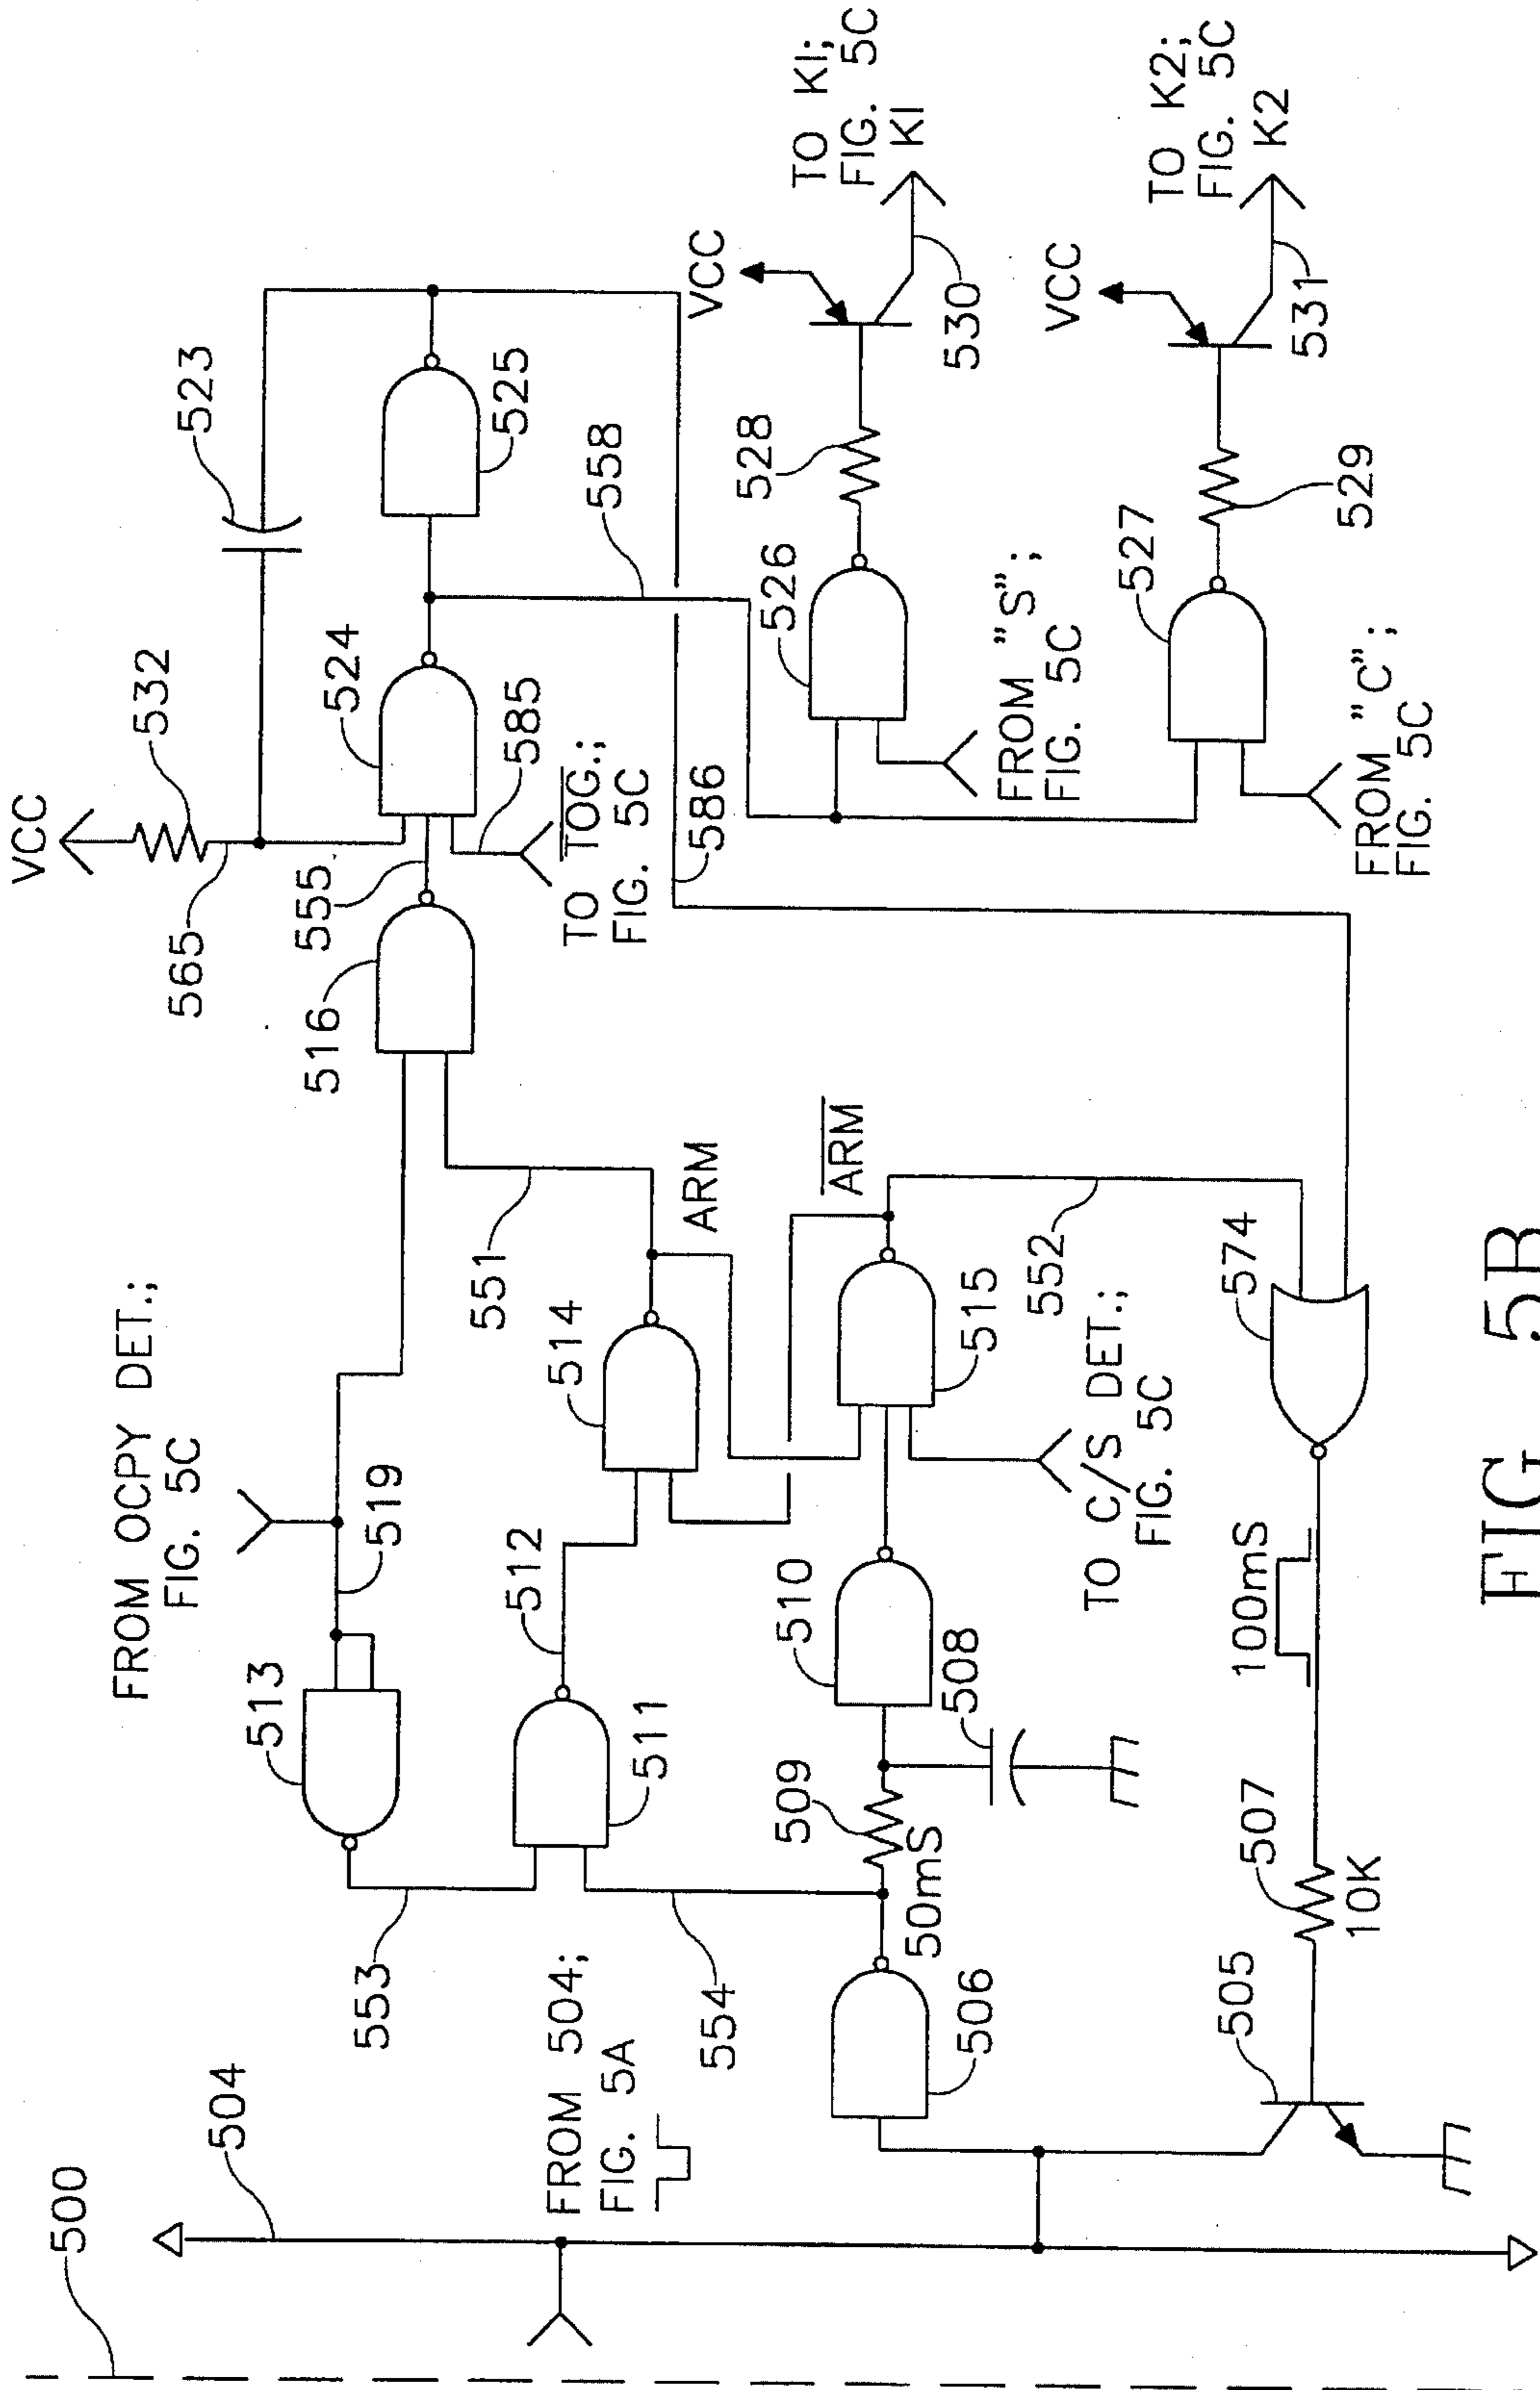 500
504
FROM 504;
FIG. 5A
553
554
506
505
513
511
509
50mS
507
10K
508
510
512
FROM OCPY DET.;
FIG. 5C
519
514
551
ARM
ARM
515
TO C/S DET.;
FIG. 5C
552
574
100mS
516
565
555
VCC
532
524
585
TO TOG.;
FIG. 5C
586
523
525
558
526
528
FROM "S";
FIG. 5C
VCC
530
TO K1;
FIG. 5C
K1
527
529
FROM "C";
FIG. 5C
VCC
531
TO K2;
FIG. 5C
K2
FIG. 5B